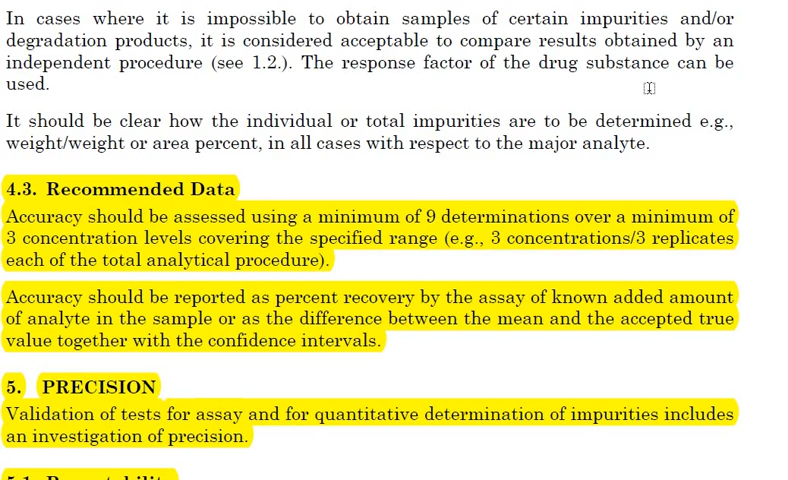 In cases where it is impossible to obtain samples of certain impurities and/or
degradation products, it is considered acceptable to compare results obtained by an
independent procedure (see 1.2.). The response factor of the drug substance can be
used.
It should be clear how the individual or total impurities are to be determined e.g.,
weight/weight or area percent, in all cases with respect to the major analyte.
4.3. Recommended Data
Accuracy should be assessed using a minimum of 9 determinations over a minimum of
3 concentration levels covering the specified range (e.g., 3 concentrations/3 replicates
each of the total analytical procedure).
Accuracy should be reported as percent recovery by the assay of known added amount
of analyte in the sample or as the difference between the mean and the accepted true
value together with the confidence intervals.
5. PRECISION
Validation of tests for assay and for quantitative determination of impurities includes
an investigation of precision.
5.1. Repeatability